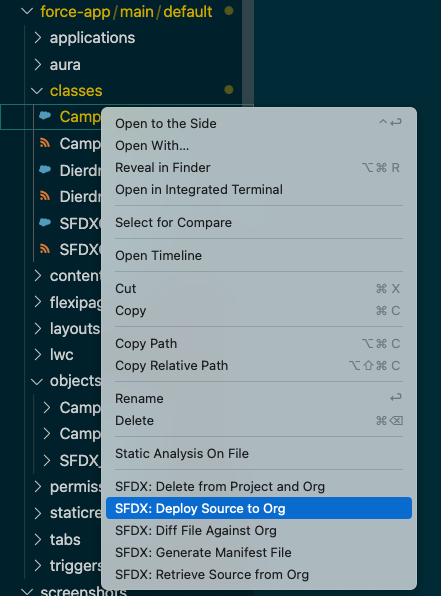 force-app/main/default
applications
aura
classes
Camp
Camp
Dierdr
Dierdr
SFDX
SFDX
conten
flexipag
layouts
lwc
objects
Camp
Camp
SFDX_
permiss
staticre
tabs
triggers
screenshots
Open to the Side ^↩
Open With...
Reveal in Finder ⌥⌘ R
Open in Integrated Terminal
Select for Compare
Open Timeline
Cut ⌘ X
Copy ⌘ C
Copy Path ⌥⌘ C
Copy Relative Path ⌥⇧⌘ C
Rename ↩
Delete ⌘⌫
Static Analysis On File
SFDX: Delete from Project and Org
SFDX: Deploy Source to Org
SFDX: Diff File Against Org
SFDX: Generate Manifest File
SFDX: Retrieve Source from Org